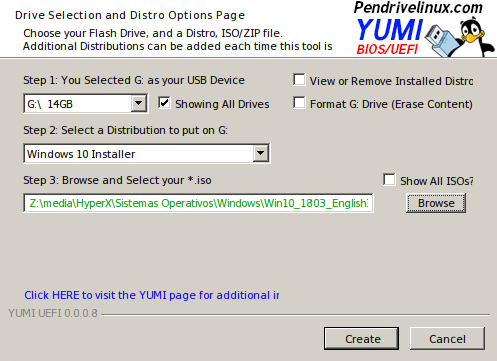 Drive Selection and Distro Options Page
Pendrivelinux.com
Choose your Flash Drive, and a Distro, ISO/ZIP file.
Additional Distributions can be added each time this tool is
YUMI
BIOS/UEFI
Step 1: You Selected G: as your USB Device
View or Remove Installed Distro
G:\ 14GB
Showing All Drives
Format G: Drive (Erase Content)
Step 2: Select a Distribution to put on G:
Windows 10 Installer
Step 3: Browse and Select your *.iso
Show All ISOs?
Z:\media\HyperX\Sistemas Operativos\Windows\Win10_1803_English
Browse
Click HERE to visit the YUMI page for additional
YUMI UEFI 0.0.0.8
Create
Cancel